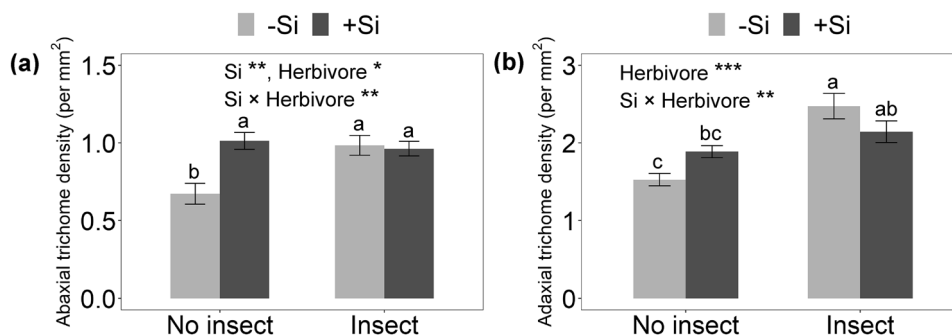 -Si +Si
(a)
Abaxial trichome density (per mm²)
1.5
1.0
0.5
0.0
Si **, Herbivore *
Si × Herbivore **
b
a
a
a
No insect
Insect
-Si +Si
(b)
Adaxial trichome density (per mm²)
3
2
1
0
Herbivore ***
Si × Herbivore **
c
bc
a
ab
No insect
Insect